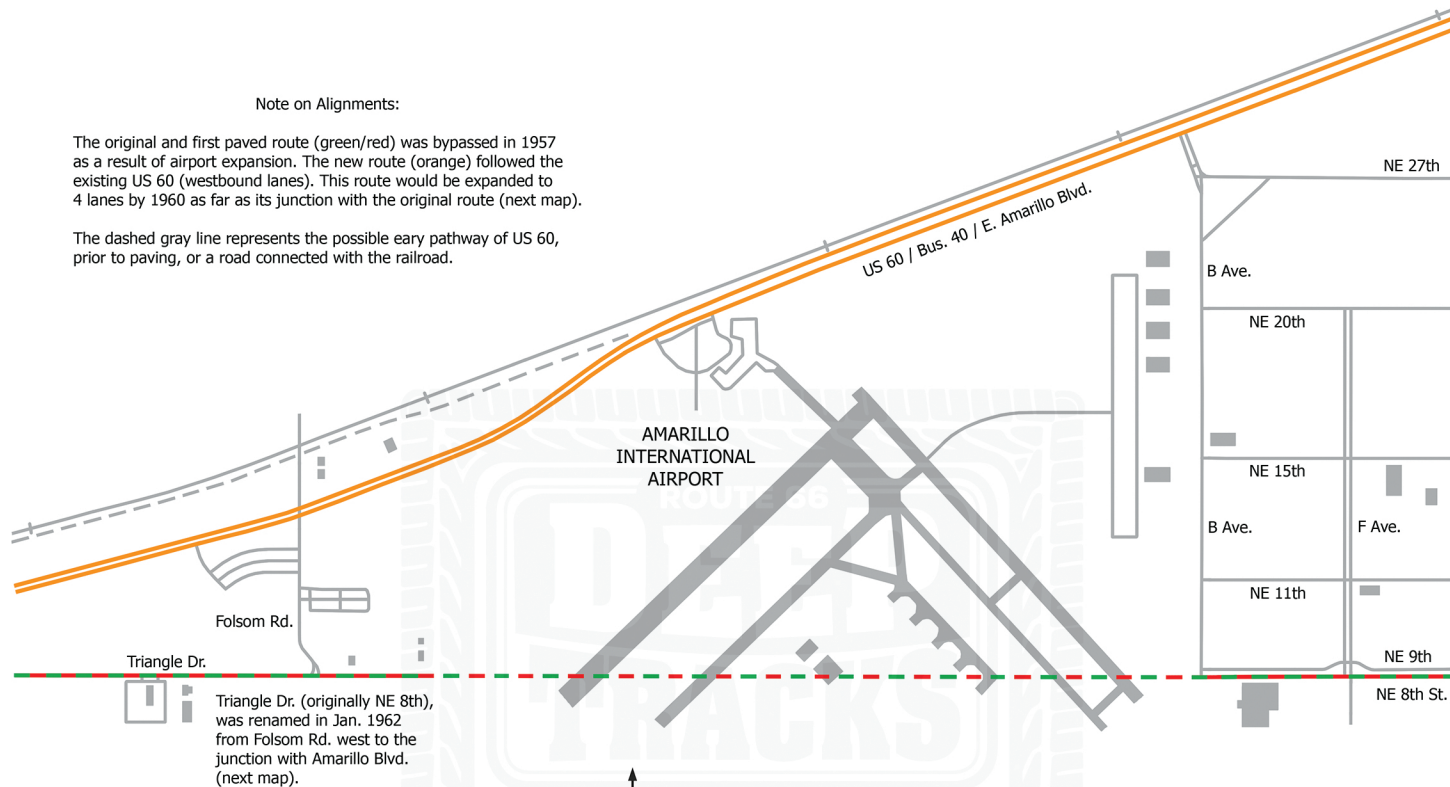 Note on Alignments:
The original and first paved route (green/red) was bypassed in 1957
as a result of airport expansion. The new route (orange) followed the
existing US 60 (westbound lanes). This route would be expanded to
4 lanes by 1960 as far as its junction with the original route (next map).
The dashed gray line represents the possible eary pathway of US 60,
prior to paving, or a road connected with the railroad.
NE 27th
US 60 / Bus. 40 / E. Amarillo Blvd.
B Ave.
NE 20th
AMARILLO
INTERNATIONAL
AIRPORT
NE 15th
ROUTE 66
DEEP
TRACKS
B Ave.
F Ave.
NE 11th
Folsom Rd.
NE 9th
Triangle Dr.
NE 8th St.
Triangle Dr. (originally NE 8th),
was renamed in Jan. 1962
from Folsom Rd. west to the
junction with Amarillo Blvd.
(next map).